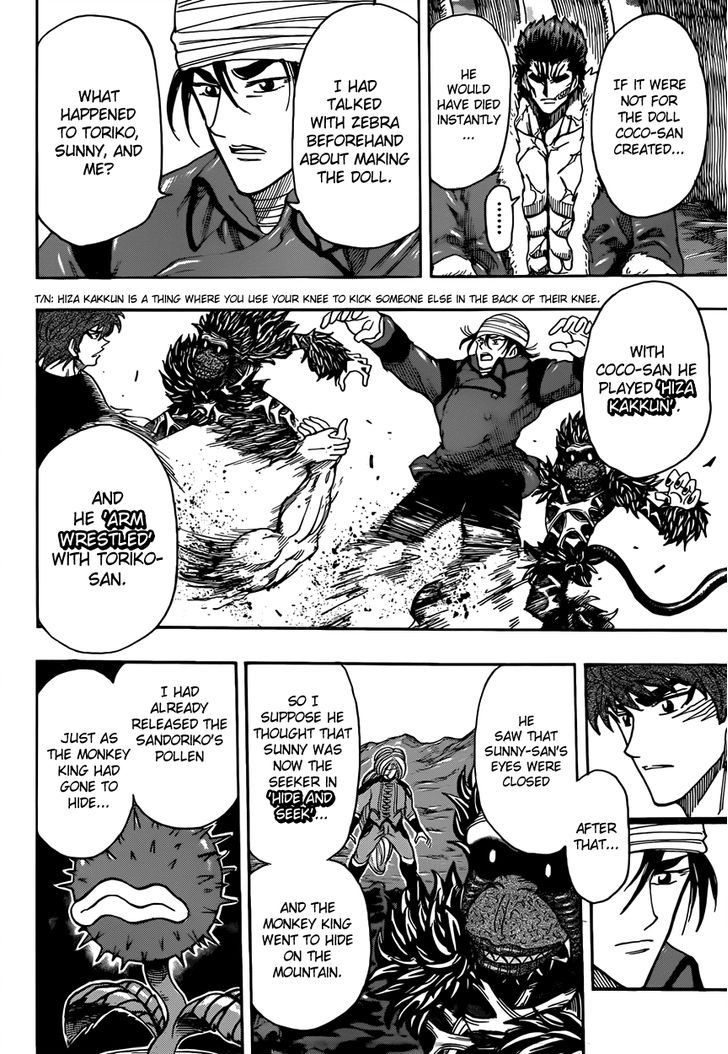 IF IT WERE
NOT FOR
THE DOLL
COCO-SAN
CREATED...
HE
WOULD
HAVE DIED
INSTANTLY
...
......
I HAD
TALKED
WITH ZEBRA
BEFOREHAND
ABOUT MAKING
THE DOLL.
WHAT
HAPPENED
TO TORIKO,
SUNNY, AND
ME?
T/N: HIZA KAKKUN IS A THING WHERE YOU USE YOUR KNEE TO KICK SOMEONE ELSE IN THE BACK OF THEIR KNEE.
WITH
COCO-SAN HE
PLAYED 'HIZA
KAKKUN'.
AND
HE 'ARM
WRESTLED'
WITH TORIKO-
SAN.
AFTER
THAT...
HE
SAW THAT
SUNNY-SAN'S
EYES WERE
CLOSED
SO I
SUPPOSE HE
THOUGHT THAT
SUNNY WAS
NOW THE
SEEKER IN
'HIDE AND
SEEK'...
AND THE
MONKEY KING
WENT TO HIDE
ON THE
MOUNTAIN.
I HAD
ALREADY
RELEASED THE
SANDORIKO'S
POLLEN
JUST AS
THE MONKEY
KING HAD
GONE TO
HIDE...